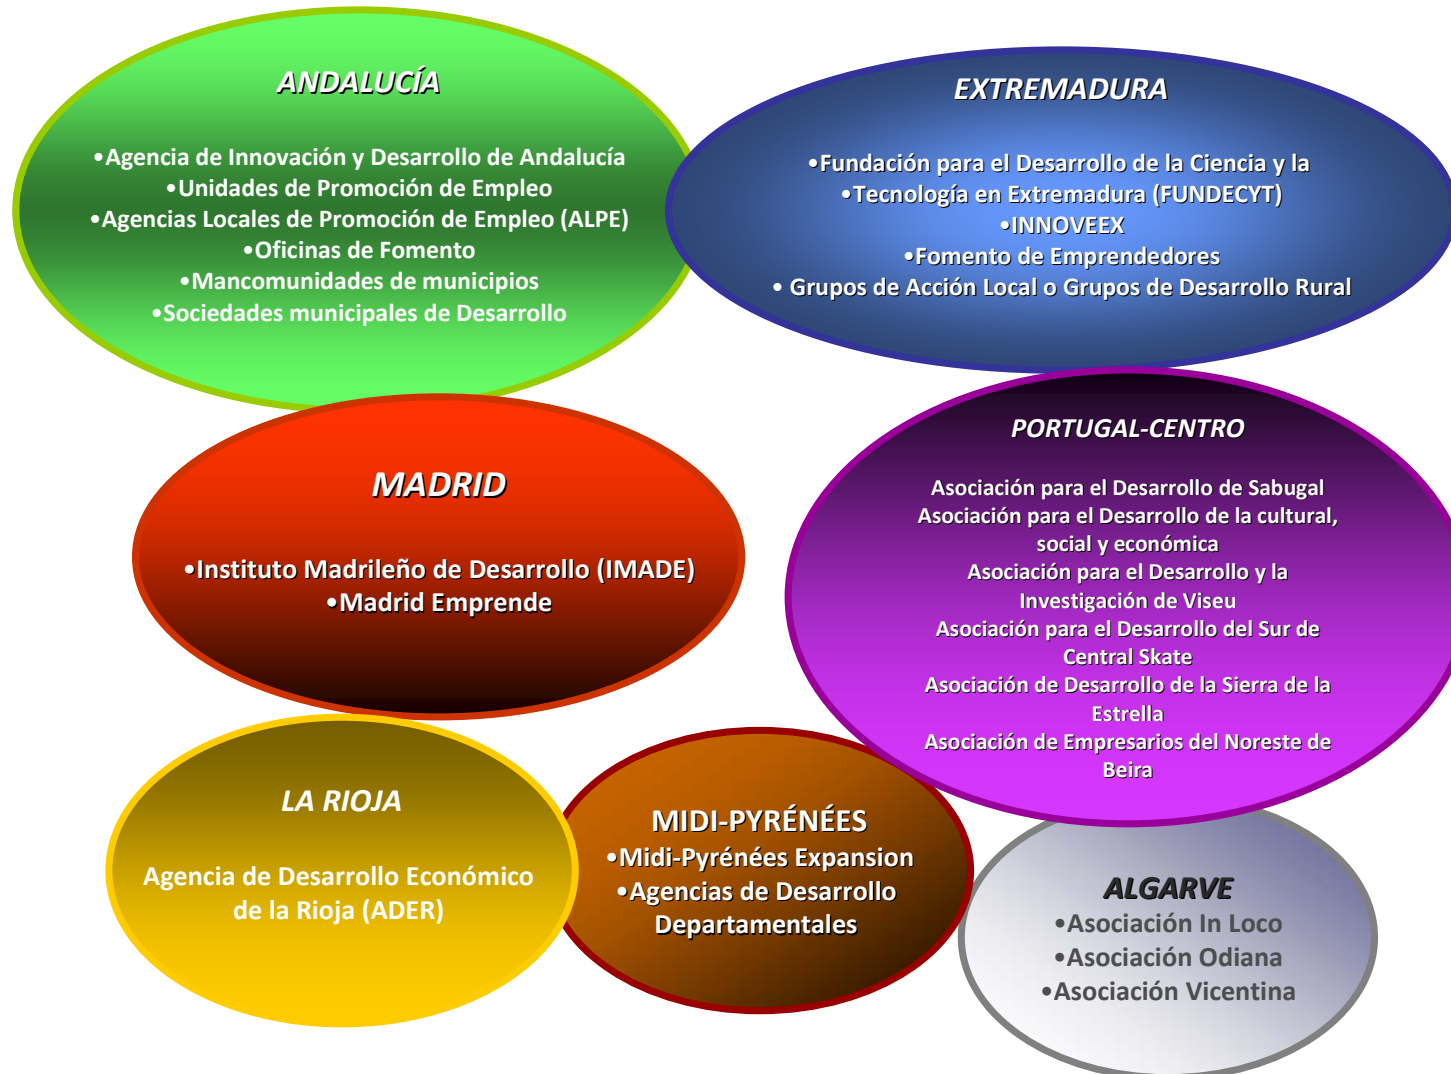 ANDALUCÍA
•Agencia de Innovación y Desarrollo de Andalucía
•Unidades de Promoción de Empleo
•Agencias Locales de Promoción de Empleo (ALPE)
•Oficinas de Fomento
•Mancomunidades de municipios
•Sociedades municipales de Desarrollo
EXTREMADURA
•Fundación para el Desarrollo de la Ciencia y la
•Tecnología en Extremadura (FUNDECYT)
•INNOVEEX
•Fomento de Emprendedores
• Grupos de Acción Local o Grupos de Desarrollo Rural
MADRID
•Instituto Madrileño de Desarrollo (IMADE)
•Madrid Emprende
PORTUGAL-CENTRO
Asociación para el Desarrollo de Sabugal
Asociación para el Desarrollo de la cultural,
social y económica
Asociación para el Desarrollo y la
Investigación de Viseu
Asociación para el Desarrollo del Sur de
Central Skate
Asociación de Desarrollo de la Sierra de la
Estrella
Asociación de Empresarios del Noreste de
Beira
LA RIOJA
Agencia de Desarrollo Económico
de la Rioja (ADER)
MIDI-PYRÉNÉES
•Midi-Pyrénées Expansion
•Agencias de Desarrollo
Departamentales
ALGARVE
•Asociación In Loco
•Asociación Odiana
•Asociación Vicentina